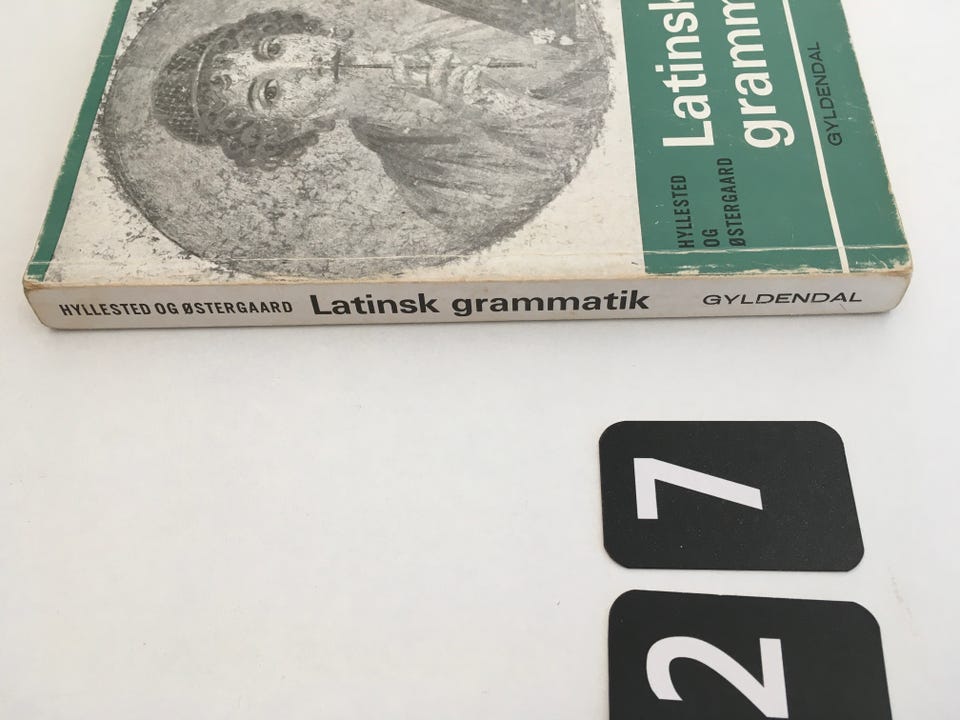 Latinsk
gramm
HYLLESTED
OG
ØSTERGAARD
GYLDENDAL
HYLLESTED OG ØSTERGAARD Latinsk grammatik GYLDENDAL
7
2